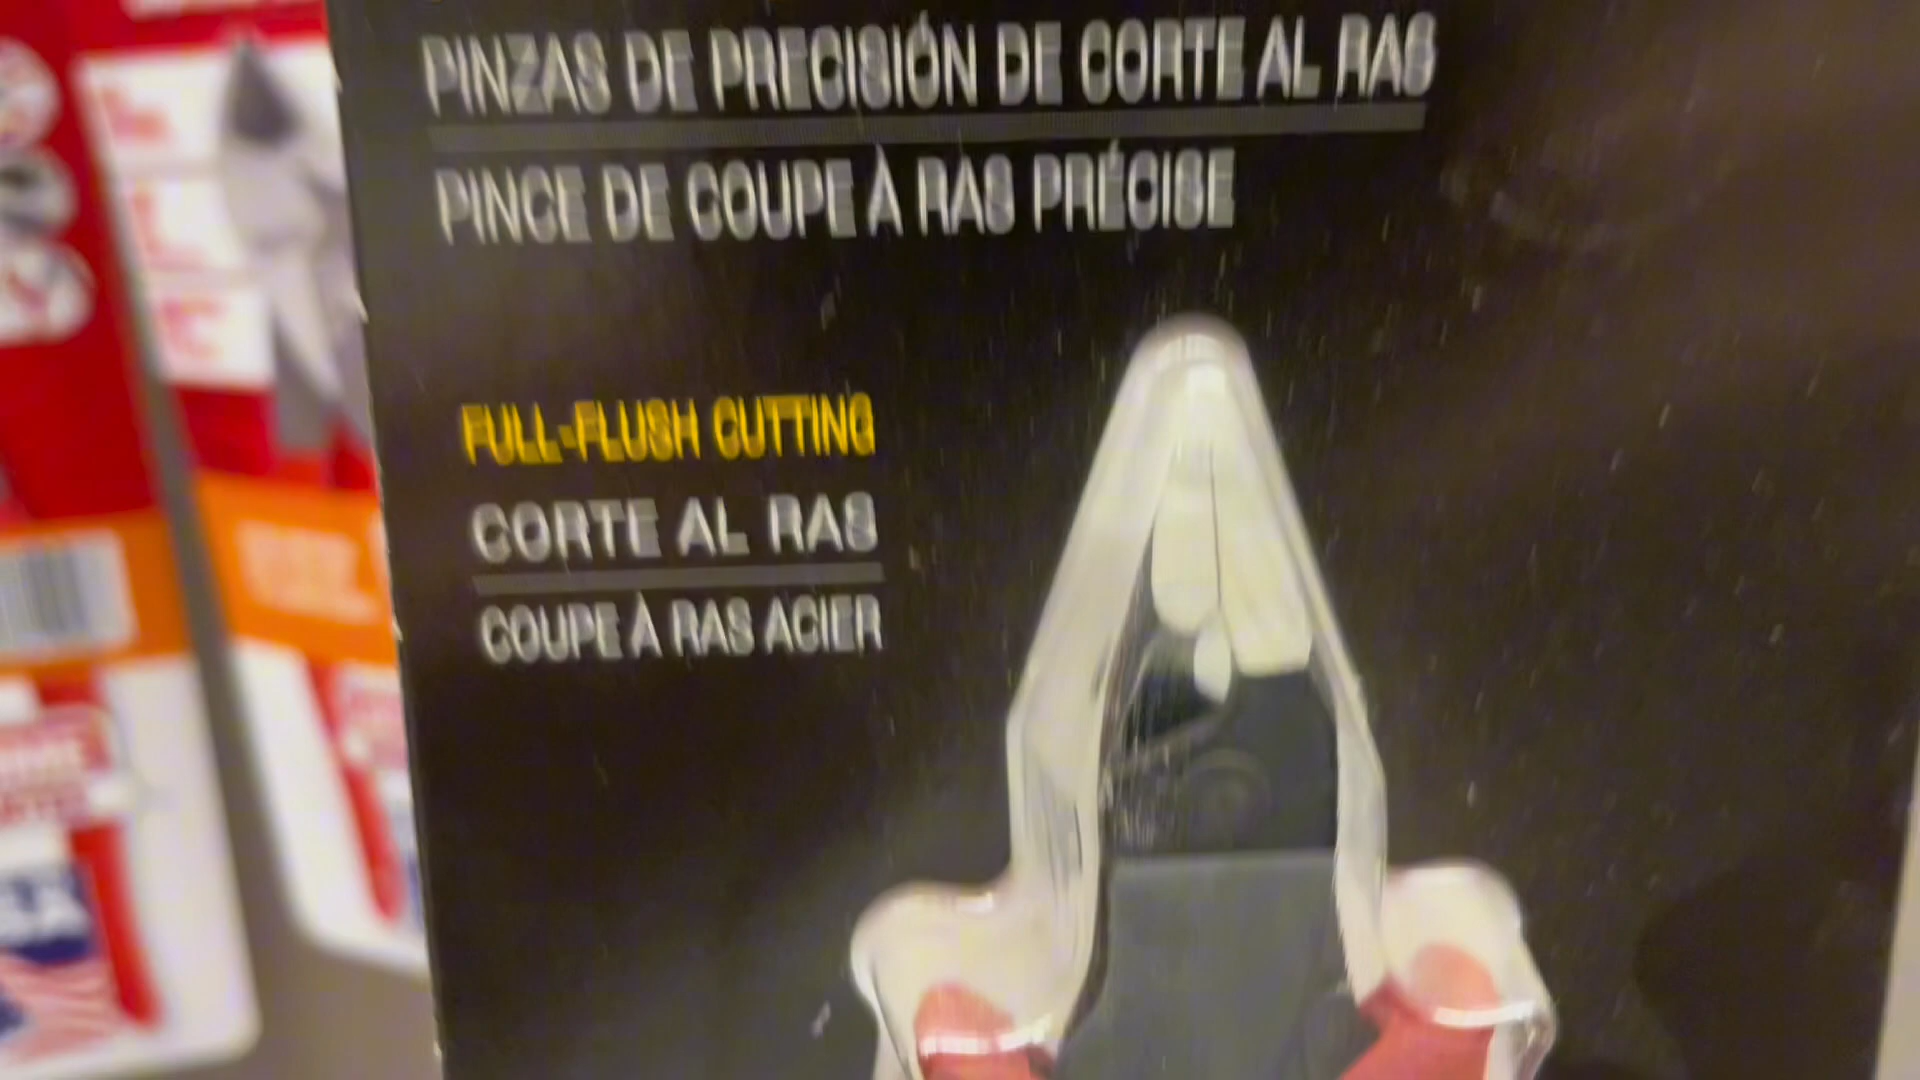 PINZAS DE PRECISIÓN DE CORTE AL RAS
PINCE DE COUPE À RAS PRÉCISE
FULL-FLUSH CUTTING
CORTE AL RAS
COUPE À RAS ACIER